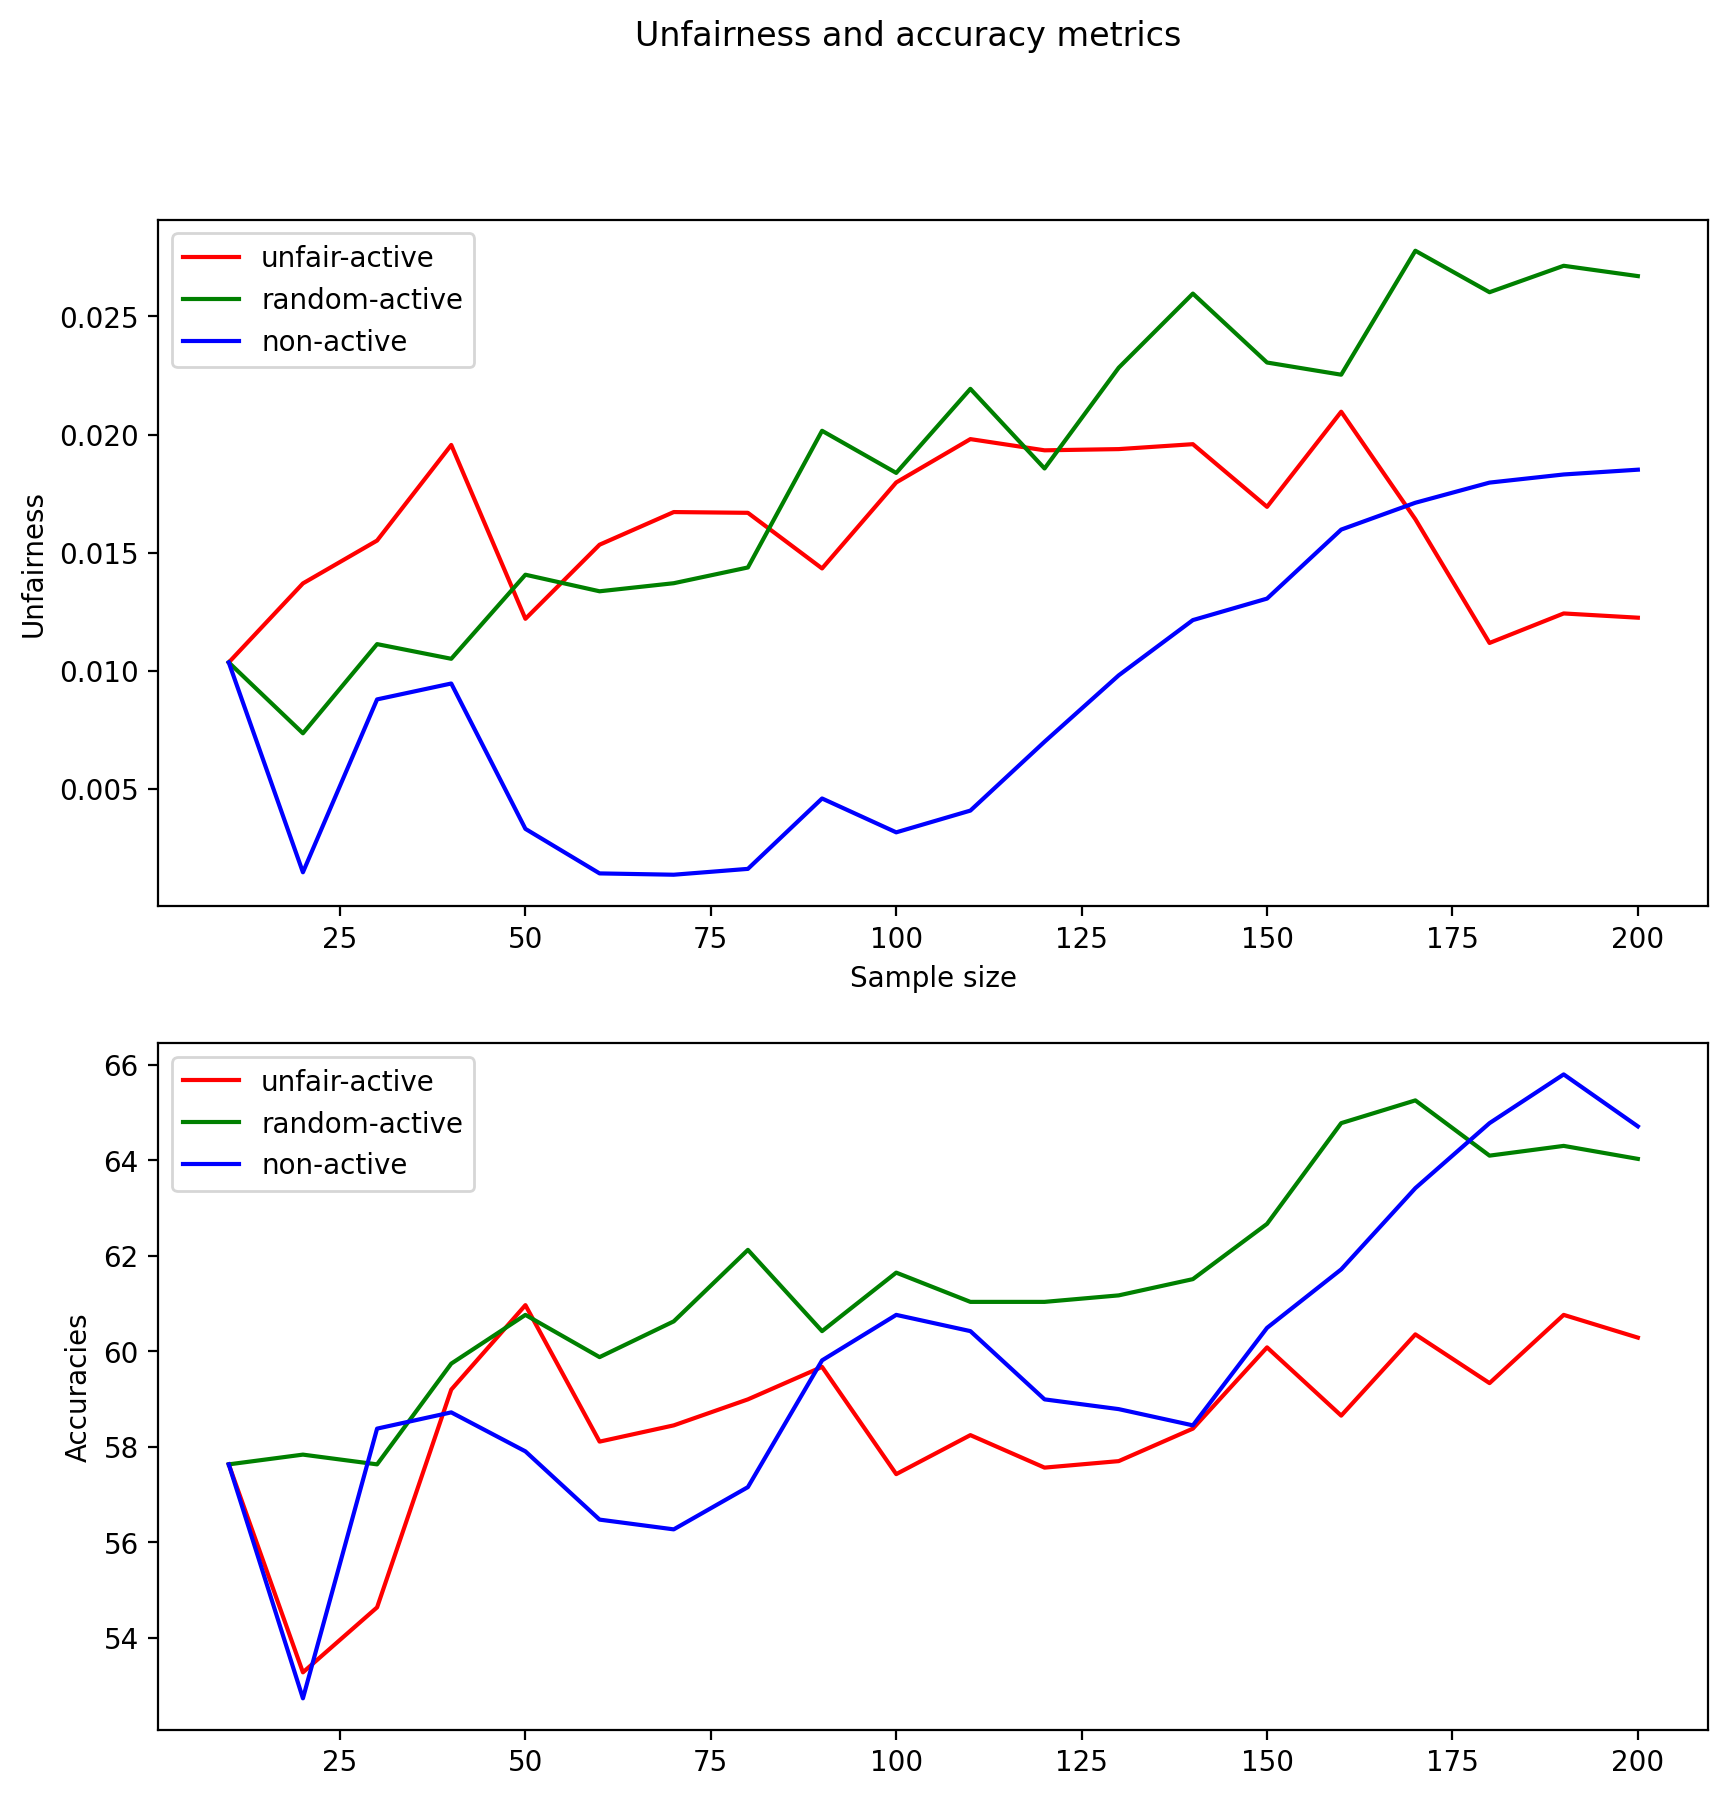 Unfairness and accuracy metrics
unfair-active
random-active
non-active
0.025
0.020
0.015
0.010
0.005
Unfairness
25 50 75 100 125 150 175 200
Sample size
unfair-active
random-active
non-active
66
64
62
60
58
56
54
Accuracies
25 50 75 100 125 150 175 200